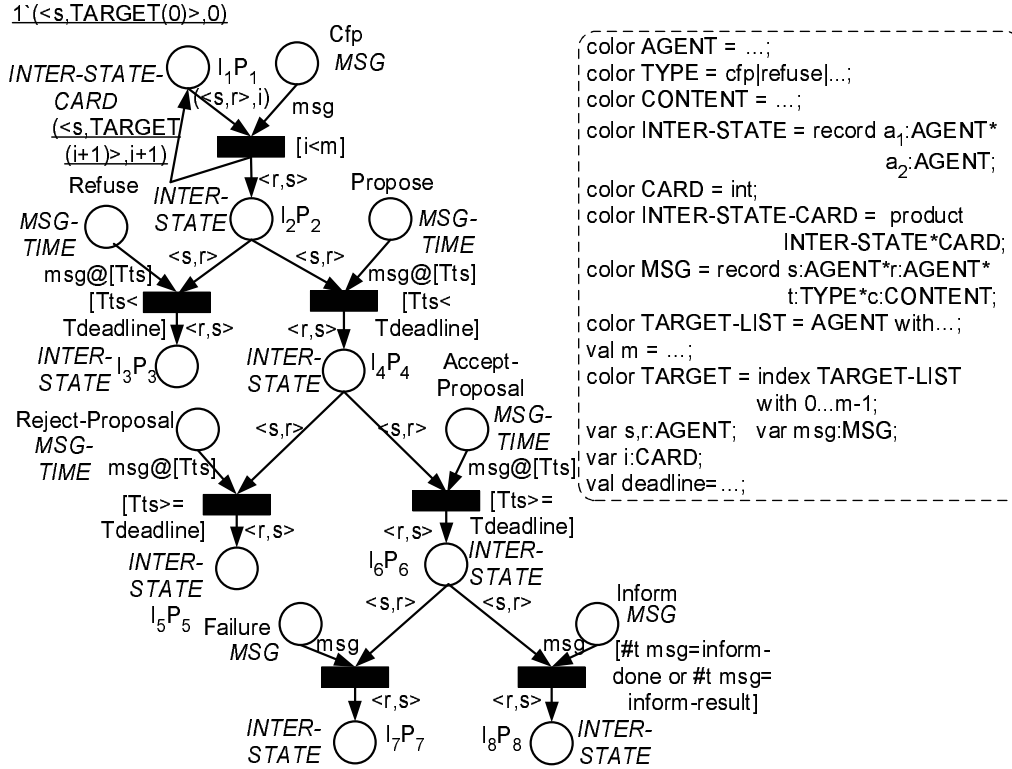 1`(<s,TARGET(0)>,0)
Cfp
MSG
INTER-STATE-
CARD
I1P1
(<s,r>,i)
msg
(<s,TARGET
(i+1)>,i+1)
[i<m]
<r,s>
Refuse
MSG-
TIME
INTER-
STATE
I2P2
Propose
MSG-
TIME
<s,r>
<s,r>
msg@[Tts]
msg@[Tts]
[Tts<
Tdeadline]
[Tts<
Tdeadline]
<r,s>
<r,s>
INTER-
STATE
I3P3
INTER-
STATE
I4P4
Accept-
Proposal
MSG-
TIME
Reject-Proposal
MSG-
TIME
<s,r>
<s,r>
msg@[Tts]
msg@[Tts]
[Tts>=
Tdeadline]
[Tts>=
Tdeadline]
<r,s>
<r,s>
INTER-
STATE
I5P5
I6P6
INTER-
STATE
<s,r>
<s,r>
Failure
MSG
msg
Inform
MSG
msg
[#t msg=inform-
done or #t msg=
inform-result]
<r,s>
<r,s>
INTER-
STATE
I7P7
I8P8
INTER-
STATE
color AGENT = ...;
color TYPE = cfp|refuse|...;
color CONTENT = ...;
color INTER-STATE = record a1:AGENT*
a2:AGENT;
color CARD = int;
color INTER-STATE-CARD = product
INTER-STATE*CARD;
color MSG = record s:AGENT*r:AGENT*
t:TYPE*c:CONTENT;
color TARGET-LIST = AGENT with...;
val m = ...;
color TARGET = index TARGET-LIST
with 0...m-1;
var s,r:AGENT; var msg:MSG;
var i:CARD;
val deadline=...;